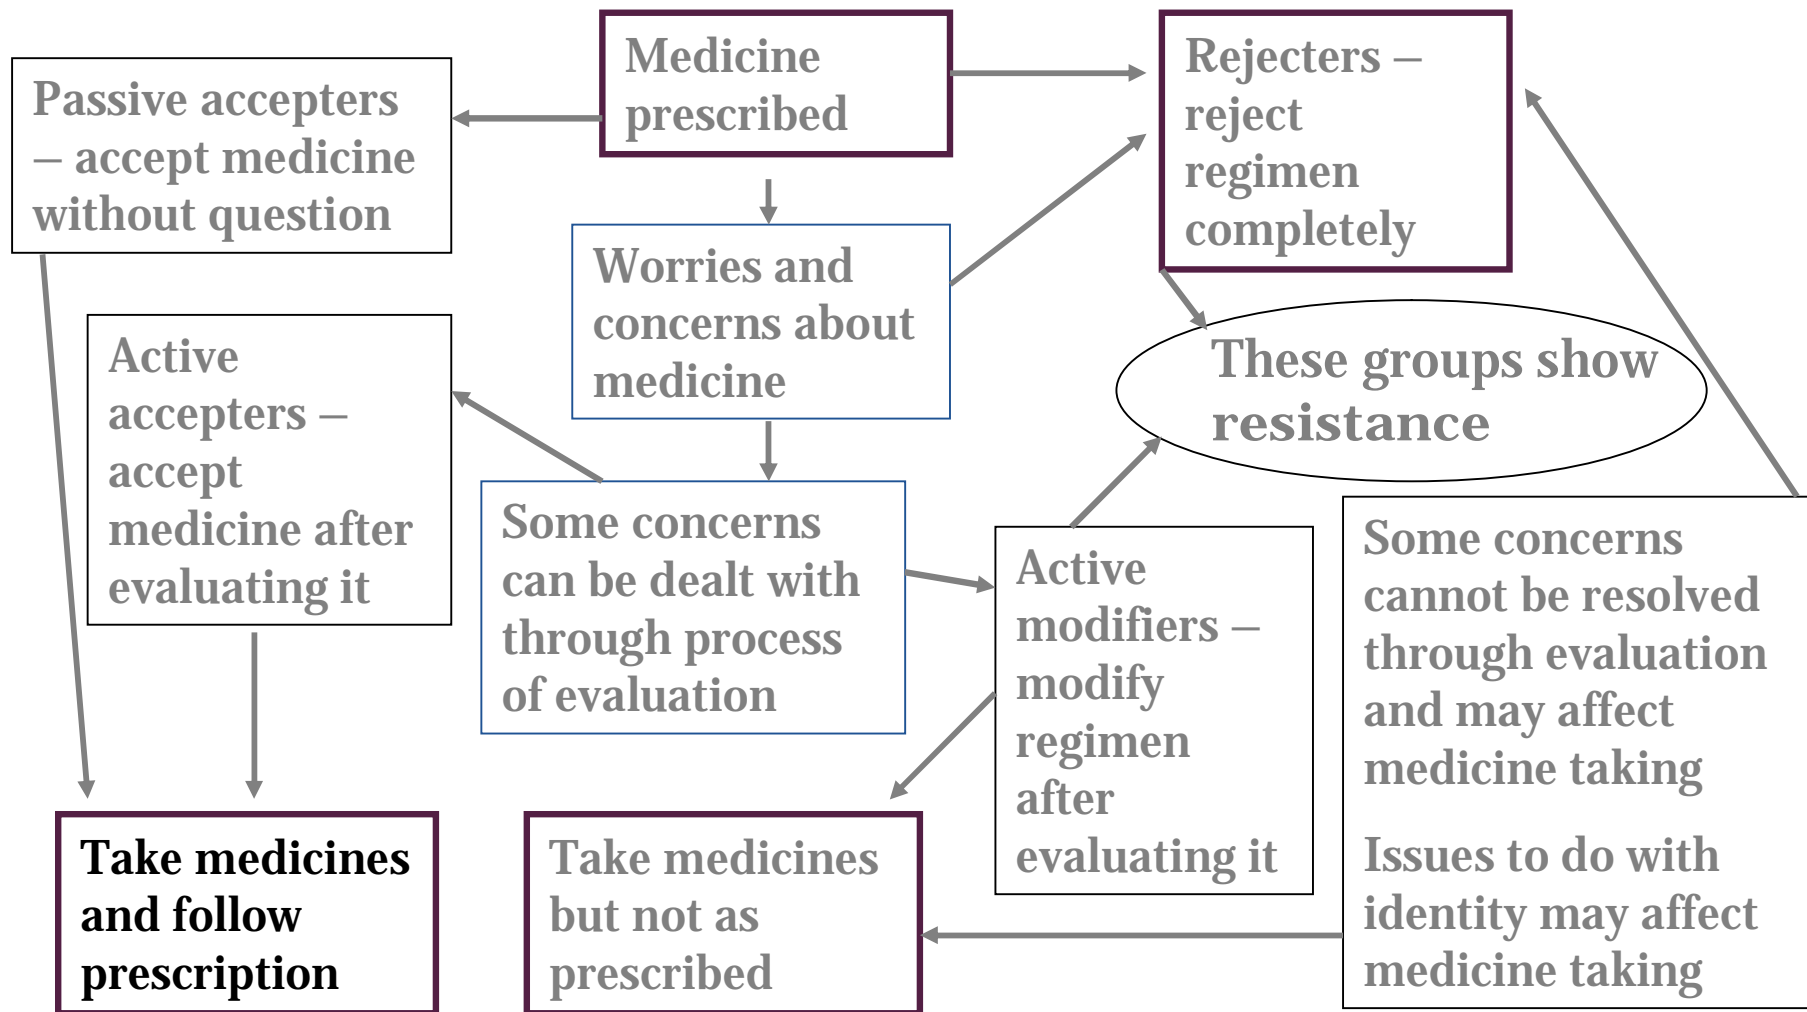 Medicine
prescribed
Rejecters –
reject
regimen
completely
Passive accepters
– accept medicine
without question
Worries and
concerns about
medicine
Active
accepters –
accept
medicine after
evaluating it
These groups show
resistance
Some concerns
can be dealt with
through process
of evaluation
Active
modifiers –
modify
regimen
after
evaluating it
Some concerns
cannot be resolved
through evaluation
and may affect
medicine taking
Issues to do with
identity may affect
medicine taking
Take medicines
and follow
prescription
Take medicines
but not as
prescribed